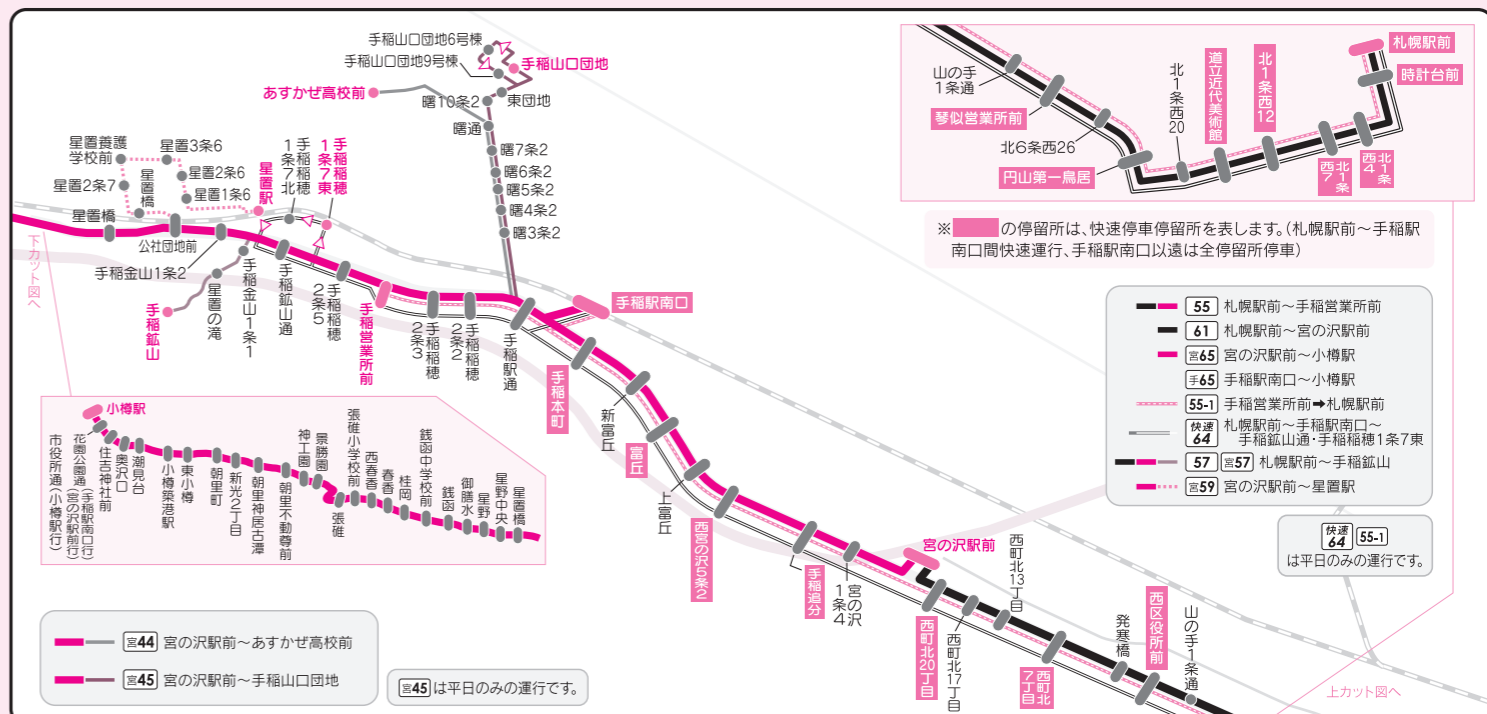 手稲山口団地6号棟
手稲山口団地9号棟
手稲山口団地
あすかぜ高校前
曙10条2
東団地
曙通
曙7条2
曙6条2
曙5条2
曙4条2
曙3条2
星置養護
学校前
星置3条6
星置2条6
星置2条7
星置1条6
星置橋
星置駅
手稲稲穂
1条7北
手稲稲穂
1条7東
星置橋
公社団地前
手稲金山1条2
下カット図へ
手稲鉱山
星置の滝
手稲金山1条1
手稲鉱山通
手稲稲穂
2条5
手稲営業所前
手稲稲穂
2条3
手稲稲穂
2条2
手稲駅通
手稲駅南口
手稲本町
新富丘
富丘
上富丘
西宮の沢5条2
手稲追分
宮の沢
1条4
宮の沢駅前
西町北20丁目
西町北17丁目
西町北13丁目
西町北
7丁目
発寒橋
西区役所前
山の手1条通
上カット図へ
山の手
1条通
琴似営業所前
北6条西26
円山第一鳥居
北1条西20
道立近代美術館
北1条西12
北1条
西7
北1条
西4
時計台前
札幌駅前
※　　の停留所は、快速停車停留所を表します。(札幌駅前～手稲駅
南口間快速運行、手稲駅南口以遠は全停留所停車)
55 札幌駅前～手稲営業所前
61 札幌駅前～宮の沢駅前
宮65 宮の沢駅前～小樽駅
手65 手稲駅南口～小樽駅
55-1 手稲営業所前➡札幌駅前
快速64 札幌駅前～手稲駅南口～
手稲鉱山通・手稲稲穂1条7東
57 宮57 札幌駅前～手稲鉱山
宮59 宮の沢駅前～星置駅
快速64 55-1
は平日のみの運行です。
小樽駅
市役所通(小樽駅行)
花園公園通(手稲駅南口行)(宮の沢駅前行)
住吉神社前
奥沢口
潮見台
小樽築港駅
東小樽
朝里町
新光2丁目
朝里神居古潭
朝里不動尊前
神工園
景勝園
張碓
張碓小学校前
西春香
春香
桂岡
銭函中学校前
銭函
御膳水
星野
星野中央
星置橋
宮44 宮の沢駅前～あすかぜ高校前
宮45 宮の沢駅前～手稲山口団地
宮45は平日のみの運行です。